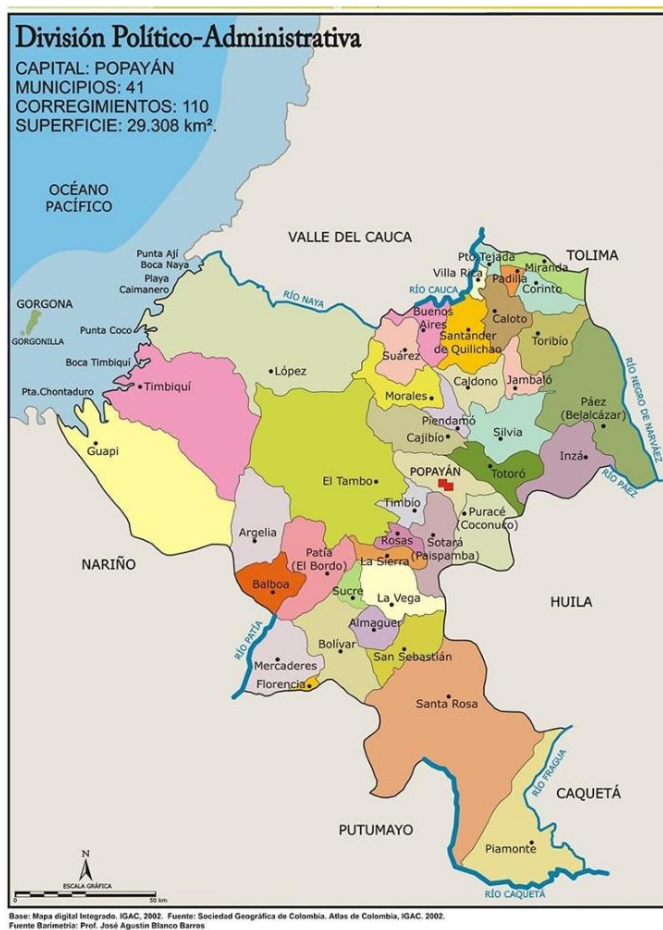 División Político-Administrativa
CAPITAL: POPAYÁN
MUNICIPIOS: 41
CORREGIMIENTOS: 110
SUPERFICIE: 29.308 km².
OCÉANO
PACÍFICO
VALLE DEL CAUCA
TOLIMA
Punta Ají
Boca Naya
Playa
Caimanero
GORGONA
GORGONILLA
Punta Coco
Boca Timbiquí
Pta.Chontaduro
RÍO NAYA
RÍO CAUCA
Pto Tejada
Villa Rica
Padilla
Miranda
Corinto
Buenos
Aires
Santander
de Quilichao
Caloto
Toribío
Suárez
López
Timbiquí
Morales
Caldono
Jambaló
Páez
(Belalcázar)
RÍO NEGRO DE NARVÁEZ
Piendamó
Cajibío
Silvia
Guapi
El Tambo
POPAYÁN
Totoró
Inzá
RÍO PÁEZ
Timbío
Puracé
(Coconuco)
Argelia
Rosas
Sotará
(Paispamba)
La Sierra
Patía
(El Bordo)
NARIÑO
Balboa
Sucre
La Vega
HUILA
Almaguer
RÍO PATÍA
Bolívar
San Sebastián
Mercaderes
Florencia
Santa Rosa
RÍO FRAGUA
CAQUETÁ
PUTUMAYO
Piamonte
RÍO CAQUETÁ
N
ESCALA GRÁFICA
0
50 km
Base: Mapa digital Integrado. IGAC, 2002. Fuente: Sociedad Geográfica de Colombia. Atlas de Colombia, IGAC. 2002.
Fuente Barimetría: Prof. José Agustín Blanco Barros